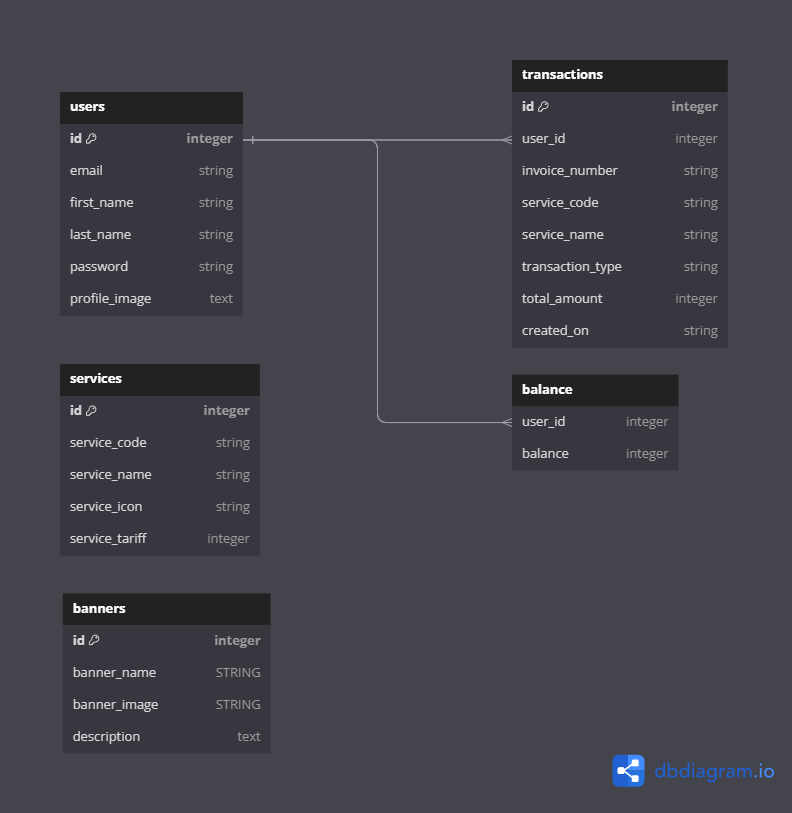 users
id integer
email string
first_name string
last_name string
password string
profile_image text
transactions
id integer
user_id integer
invoice_number string
service_code string
service_name string
transaction_type string
total_amount integer
created_on string
services
id integer
service_code string
service_name string
service_icon string
service_tariff integer
balance
user_id integer
balance integer
banners
id integer
banner_name STRING
banner_image STRING
description text
dbdiagram.io